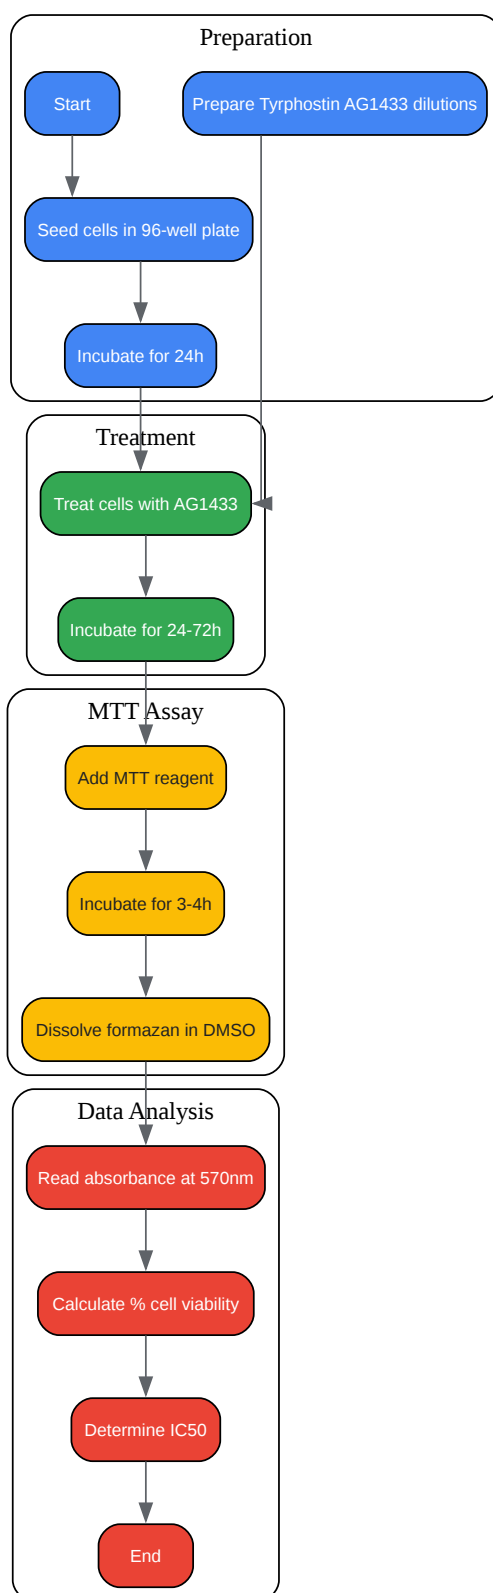 Preparation
Start
Prepare Tyrphostin AG1433 dilutions
Seed cells in 96-well plate
Incubate for 24h
Treatment
Treat cells with AG1433
Incubate for 24-72h
MTT Assay
Add MTT reagent
Incubate for 3-4h
Dissolve formazan in DMSO
Data Analysis
Read absorbance at 570nm
Calculate % cell viability
Determine IC50
End